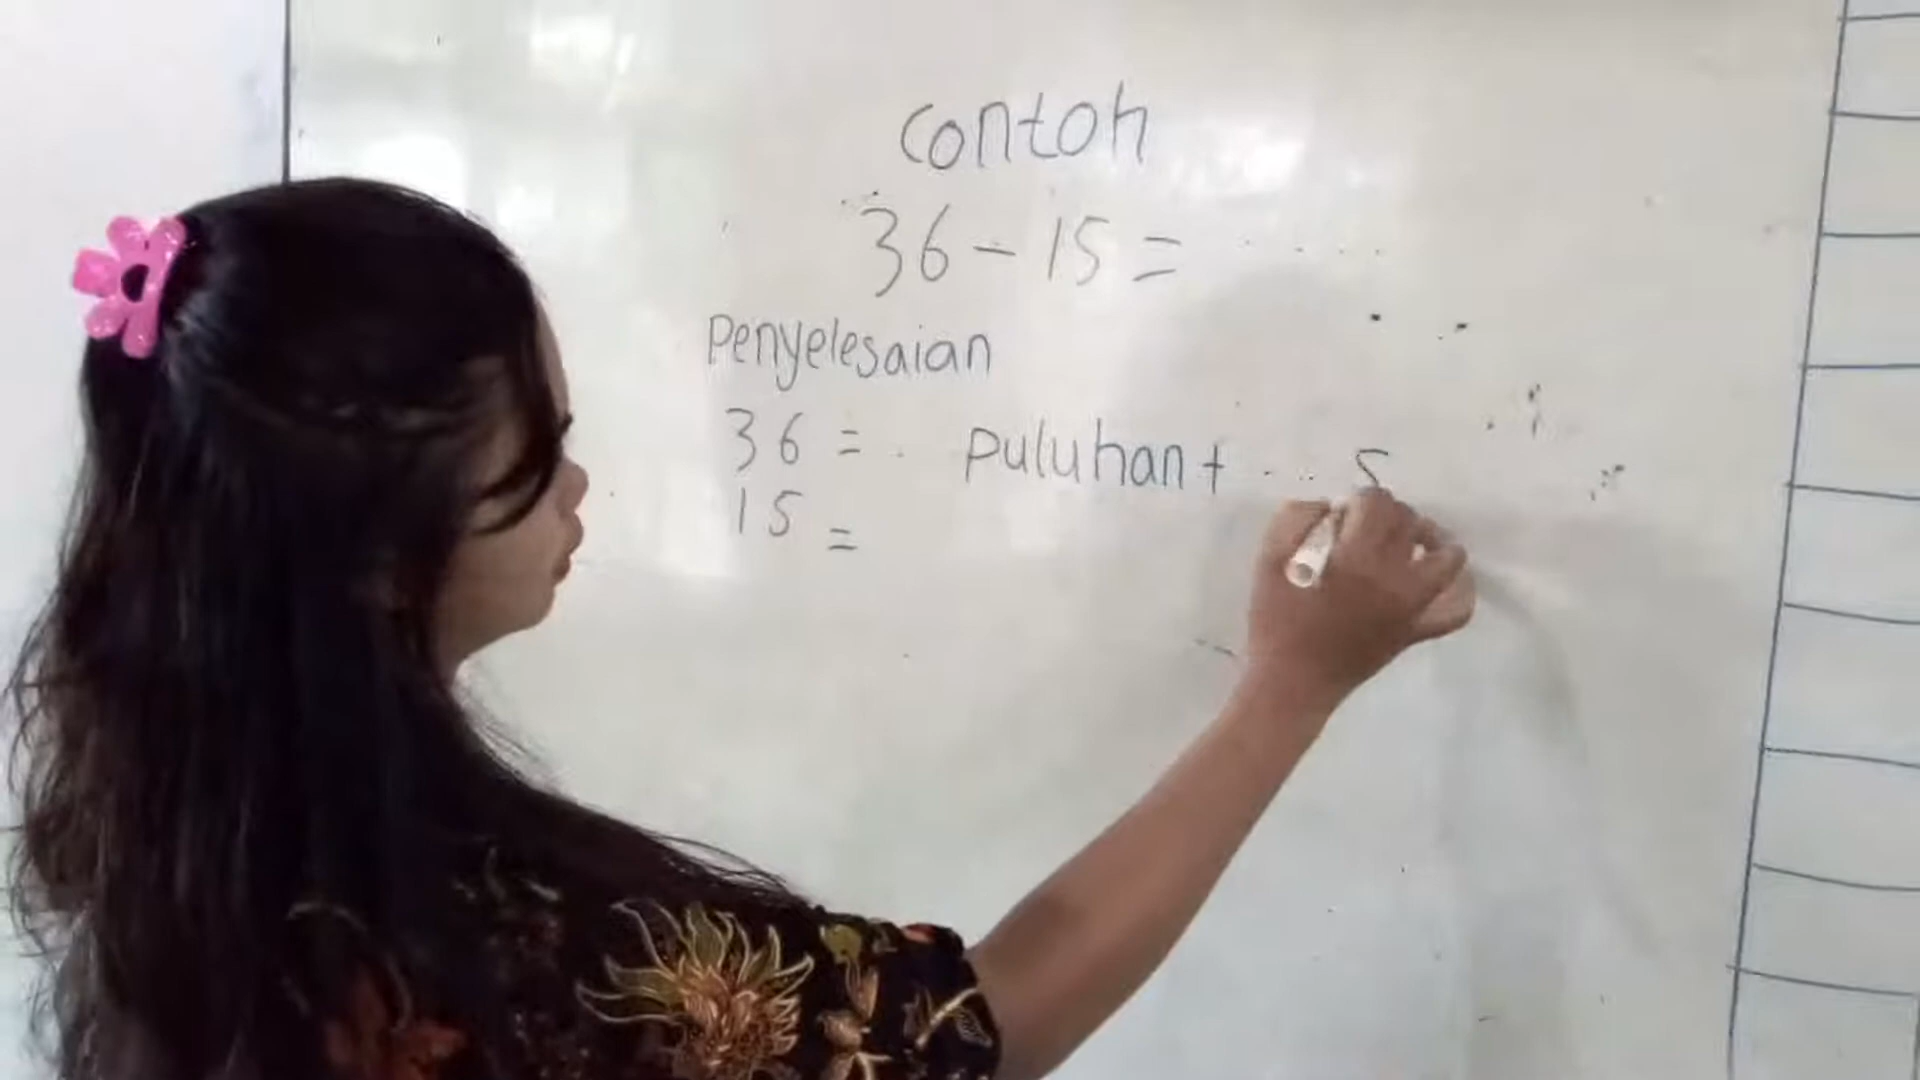 Contoh
36 - 15 = ....
Penyelesaian
36 = . Puluhan + ... S
15 =